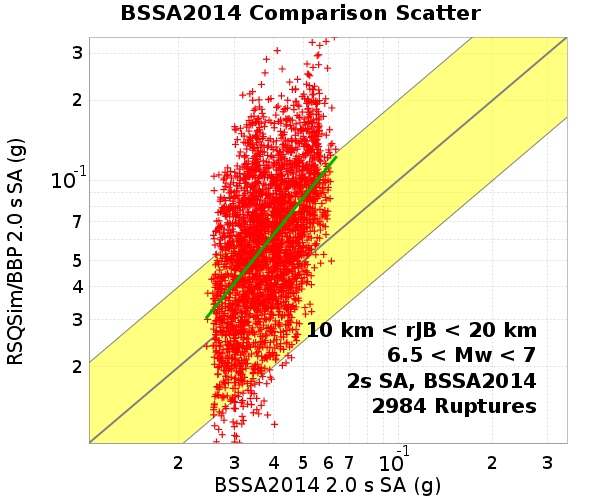 BSSA2014 Comparison Scatter
3
2
10-1
7
5
4
3
2
RSQSim/BBP 2.0 s SA (g)
10 km < rJB < 20 km
6.5 < Mw < 7
2s SA, BSSA2014
2984 Ruptures
2 3 4 5 6 7 10-1 2 3
BSSA2014 2.0 s SA (g)